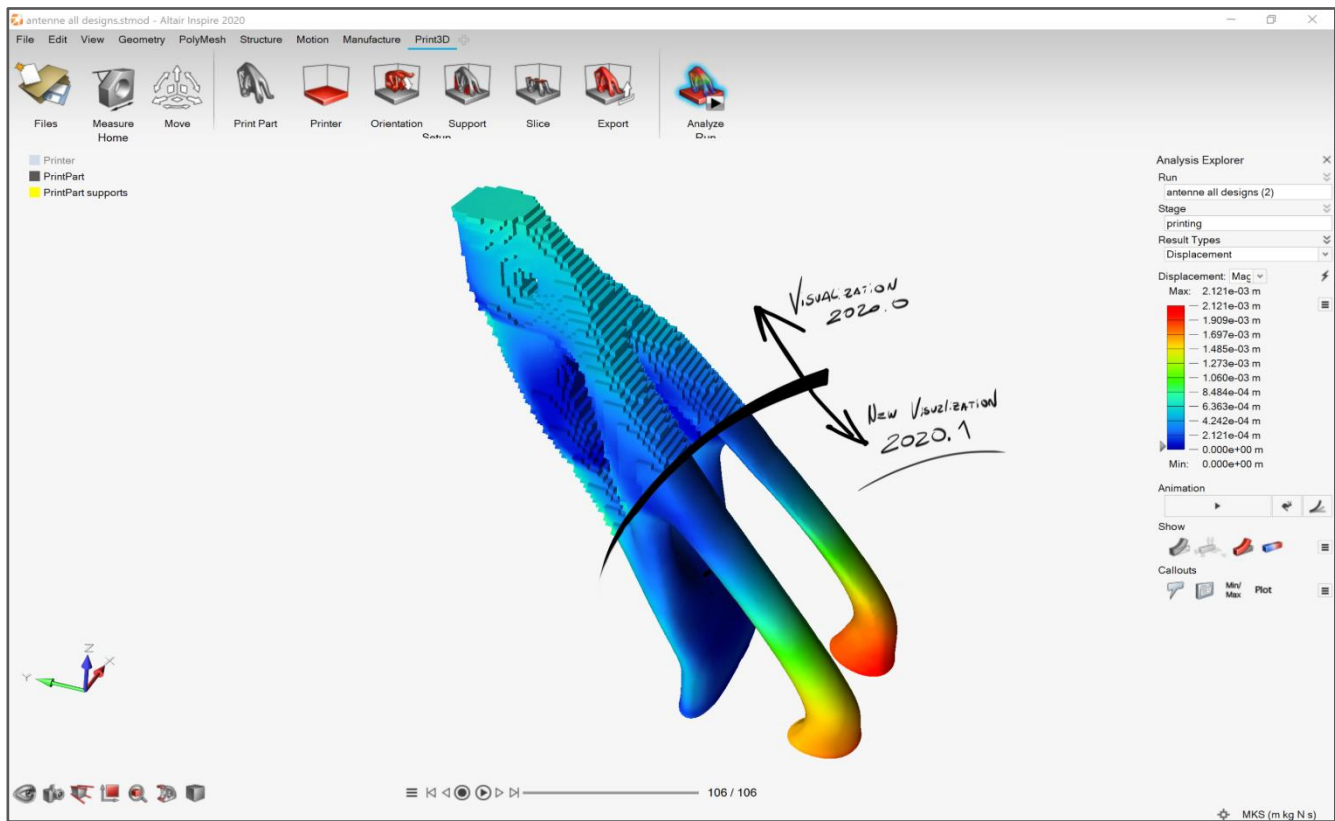 antenne all designs.stmod - Altair Inspire 2020
File Edit View Geometry PolyMesh Structure Motion Manufacture Print3D
Files Measure Move Print Part Printer Orientation Support Slice Export Analyze
Home Setup Run
Printer
PrintPart
PrintPart supports
VISUALIZATION
2020.0
NEW VISUZLIZATION
2020.1
Analysis Explorer
Run
antenne all designs (2)
Stage
printing
Result Types
Displacement
Displacement: Mag
Max: 2.121e-03 m
2.121e-03 m
1.909e-03 m
1.697e-03 m
1.485e-03 m
1.273e-03 m
1.060e-03 m
8.484e-04 m
6.363e-04 m
4.242e-04 m
2.121e-04 m
0.000e+00 m
Min: 0.000e+00 m
Animation
Show
Callouts
Min/
Max Plot
Z
Y X
106 / 106
MKS (m kg N s)